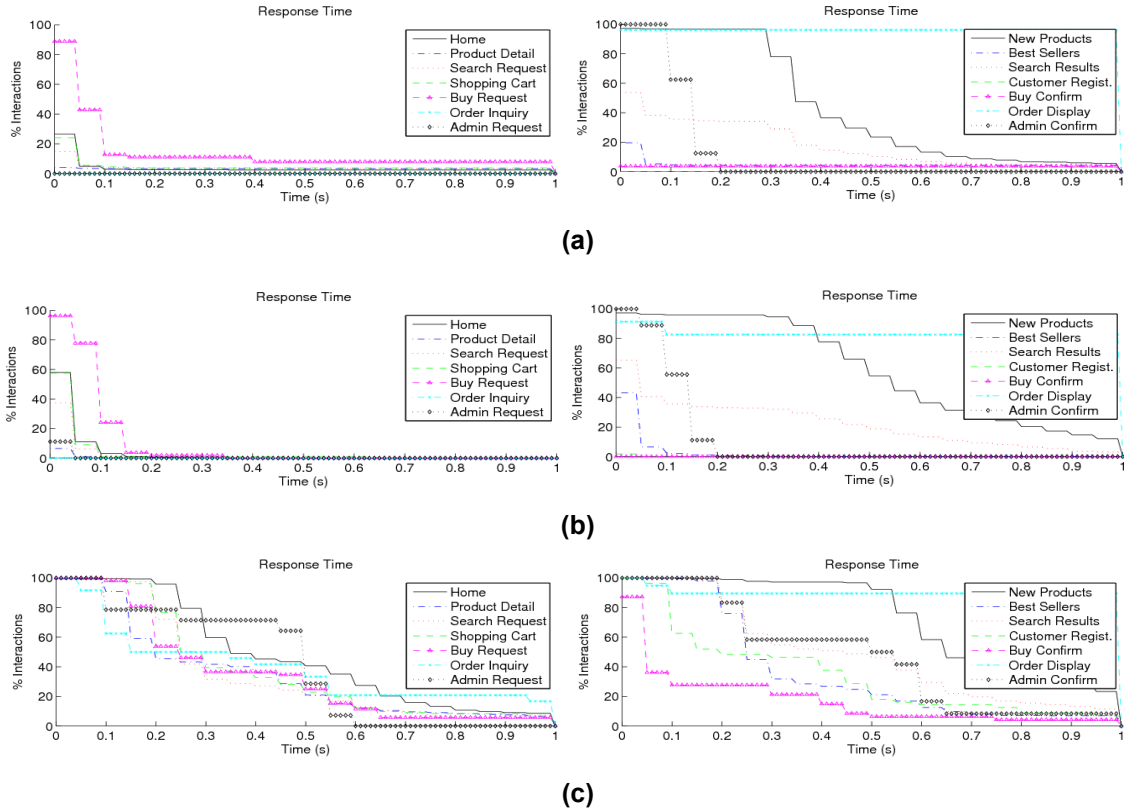 Response Time
% Interactions
100
80
60
40
20
0
0 0.1 0.2 0.3 0.4 0.5 0.6 0.7 0.8 0.9 1
Time (s)
Home
Product Detail
Search Request
Shopping Cart
Buy Request
Order Inquiry
Admin Request
Response Time
% Interactions
100
80
60
40
20
0
0 0.1 0.2 0.3 0.4 0.5 0.6 0.7 0.8 0.9 1
Time (s)
New Products
Best Sellers
Search Results
Customer Regist.
Buy Confirm
Order Display
Admin Confirm
(a)
Response Time
% Interactions
100
80
60
40
20
0
0 0.1 0.2 0.3 0.4 0.5 0.6 0.7 0.8 0.9 1
Time (s)
Home
Product Detail
Search Request
Shopping Cart
Buy Request
Order Inquiry
Admin Request
Response Time
% Interactions
100
80
60
40
20
0
0 0.1 0.2 0.3 0.4 0.5 0.6 0.7 0.8 0.9 1
Time (s)
New Products
Best Sellers
Search Results
Customer Regist.
Buy Confirm
Order Display
Admin Confirm
(b)
Response Time
% Interactions
100
80
60
40
20
0
0 0.1 0.2 0.3 0.4 0.5 0.6 0.7 0.8 0.9 1
Time (s)
Home
Product Detail
Search Request
Shopping Cart
Buy Request
Order Inquiry
Admin Request
Response Time
% Interactions
100
80
60
40
20
0
0 0.1 0.2 0.3 0.4 0.5 0.6 0.7 0.8 0.9 1
Time (s)
New Products
Best Sellers
Search Results
Customer Regist.
Buy Confirm
Order Display
Admin Confirm
(c)